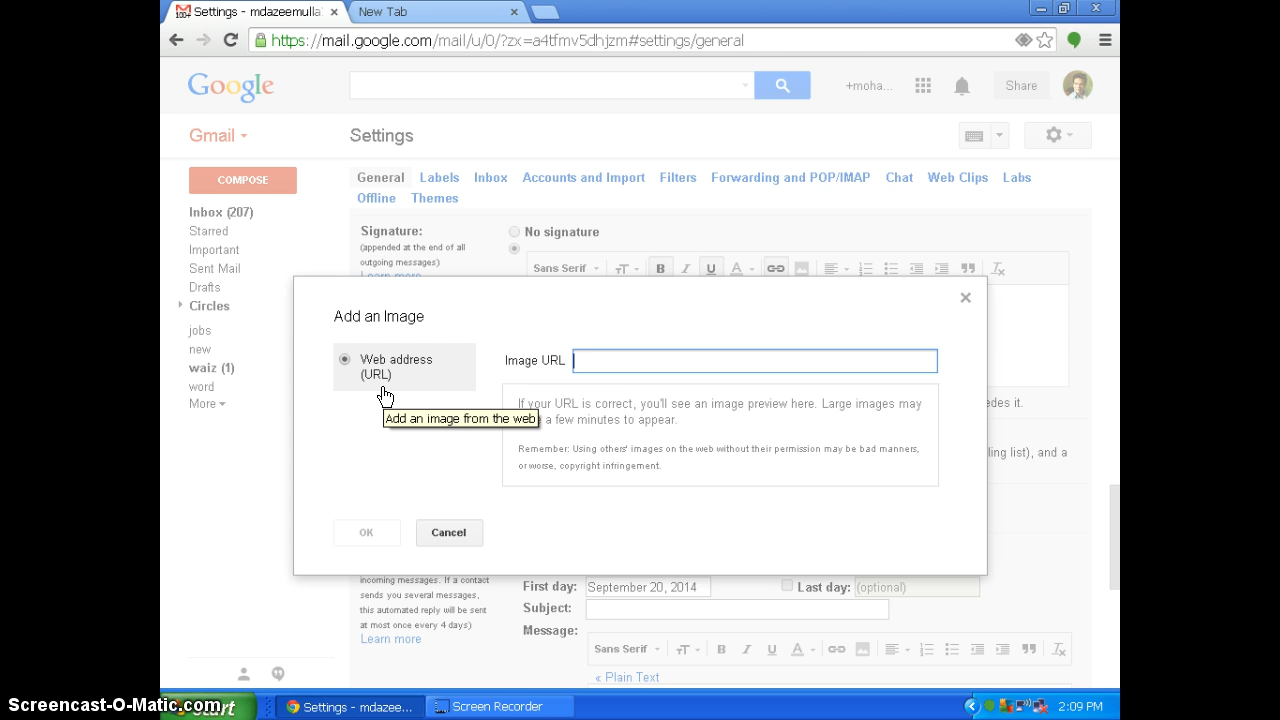 Settings - mdazeemulla
New Tab
https://mail.google.com/mail/u/0/?zx=a4tfmv5dhjzm#settings/general
Google
+moha...
Share
Gmail
Settings
COMPOSE
General Labels Inbox Accounts and Import Filters Forwarding and POP/IMAP Chat Web Clips Labs
Offline Themes
Inbox (207)
Starred
Important
Sent Mail
Drafts
Circles
jobs
new
waiz (1)
word
More
Signature:
(appended at the end of all
outgoing messages)
Learn more
No signature
Sans Serif
Add an Image
Web address
(URL)
Add an image from the web
Image URL
If your URL is correct, you'll see an image preview here. Large images may
a few minutes to appear.
Remember: Using others' images on the web without their permission may be bad manners,
or worse, copyright infringement.
OK
Cancel
edes it.
ling list), and a
incoming messages. If a contact
sends you several messages,
this automated reply will be sent
at most once every 4 days)
Learn more
First day: September 20, 2014 Last day: (optional)
Subject:
Message:
Sans Serif
« Plain Text
Screencast-O-Matic.com
start
Settings - mdazee...
Screen Recorder
2:09 PM